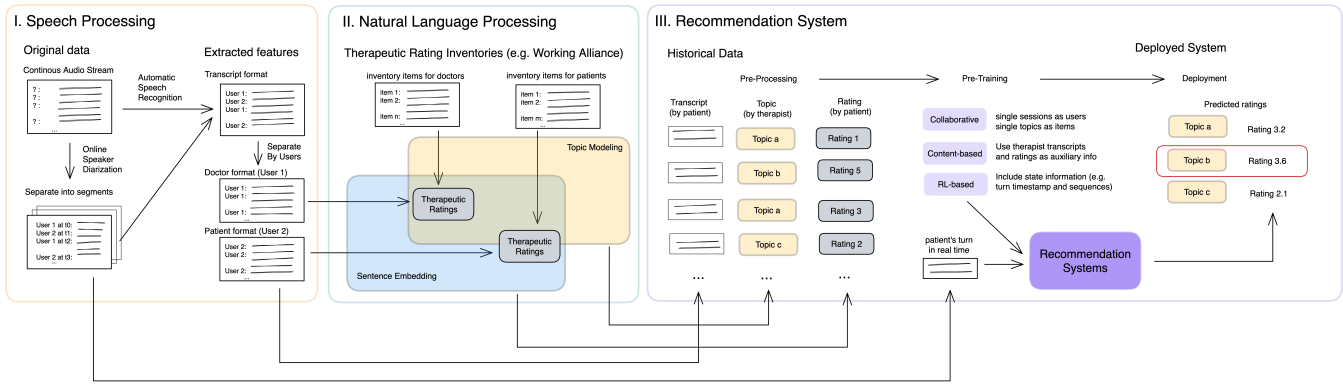 I. Speech Processing
Original data
Continous Audio Stream
? :
? :
? :
? :
...
Automatic
Speech
Recognition
Online
Speaker
Diarization
Separate into segments
User 1 at t0:
User 2 at t1:
User 1 at t2:
User 2 at t3:
...
Extracted features
Transcript format
User 1:
User 2:
User 1:
User 2:
...
Separate
By Users
Doctor format (User 1)
User 1:
User 1:
User 1:
...
Patient format (User 2)
User 2:
User 2:
User 2:
...
II. Natural Language Processing
Therapeutic Rating Inventories (e.g. Working Alliance)
inventory items for doctors
item 1:
item 2:
item n:
...
inventory items for patients
item 1:
item 2:
item m:
...
Topic Modeling
Therapeutic
Ratings
Therapeutic
Ratings
Sentence Embedding
III. Recommendation System
Historical Data
Deployed System
Pre-Processing
Pre-Training
Deployment
Transcript
(by patient)
Topic
(by therapist)
Rating
(by patient)
Topic a
Rating 1
Topic b
Rating 5
Topic a
Rating 3
Topic c
Rating 2
...
...
...
Collaborative
single sessions as users
single topics as items
Content-based
Use therapist transcripts
and ratings as auxiliary info
RL-based
Include state information (e.g.
turn timestamp and sequences)
patient's turn
in real time
Recommendation
Systems
Predicted ratings
Topic a
Rating 3.2
Topic b
Rating 3.6
Topic c
Rating 2.1